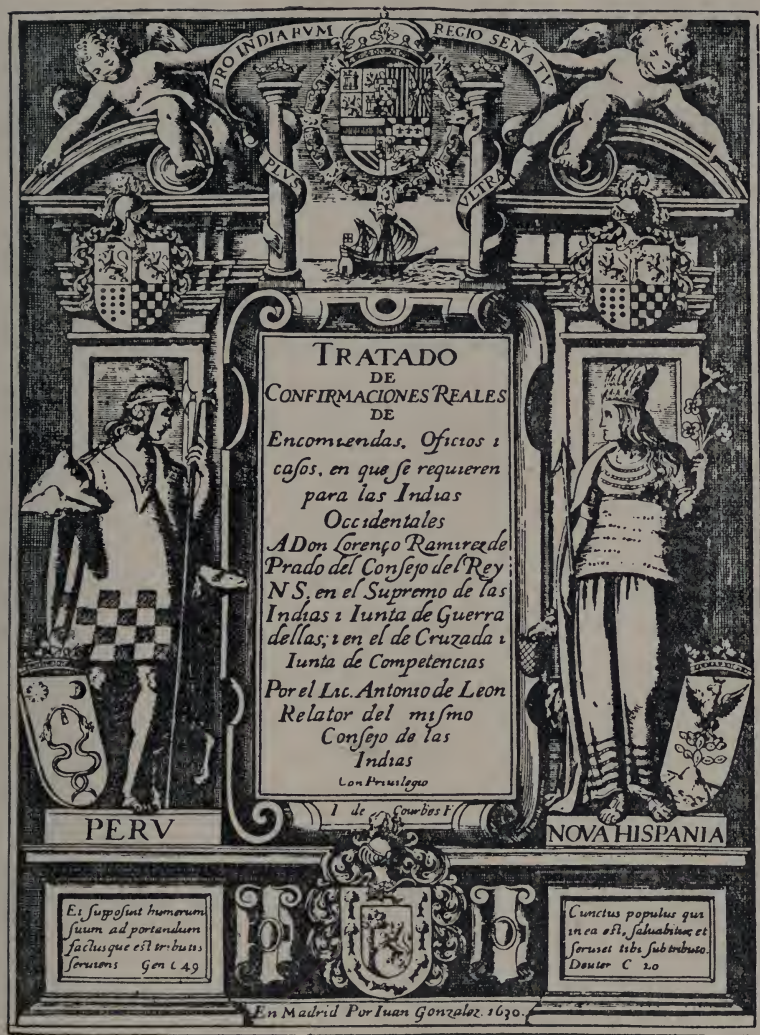 PRO INDIARVM REGIO SENATV
PLVS VLTRA
TRATADO
DE
CONFIRMACIONES REALES
DE
Encomiendas, Oficios i
casos, en que se requieren
para las Indias
Occidentales
A Don Lorenço Ramirez de
Prado del Consejo del Rey
N S, en el Supremo de las
Indias i Iunta de Guerra
dellas; i en el de Cruzada i
Iunta de Competencias
Por el Lic. Antonio de Leon
Relator del mismo
Consejo de las
Indias
Con Privilegio
I de Courbes F
PERV
NOVA HISPANIA
Et supposuit humerum
suum ad portandum
factusque est tributis
seruiens Gen C 49
Cunctus populus qui
in ea est, saluabitur, et
seruiet tibi sub tributo.
Deuter C 20
En Madrid Por Iuan Gonzalez. 1630.